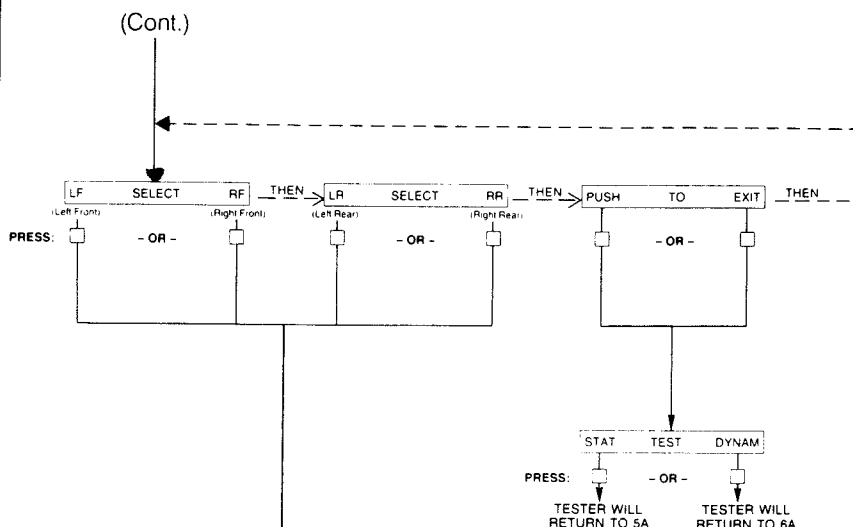 (Cont.)
LF SELECT RF
THEN
LR SELECT RR
THEN
PUSH TO EXIT
THEN
(Left Front)
(Right Front)
(Left Rear)
(Right Rear)
PRESS:
- OR -
- OR -
- OR -
STAT TEST DYNAM
PRESS:
- OR -
TESTER WILL
RETURN TO 5A
TESTER WILL
RETURN TO 6A